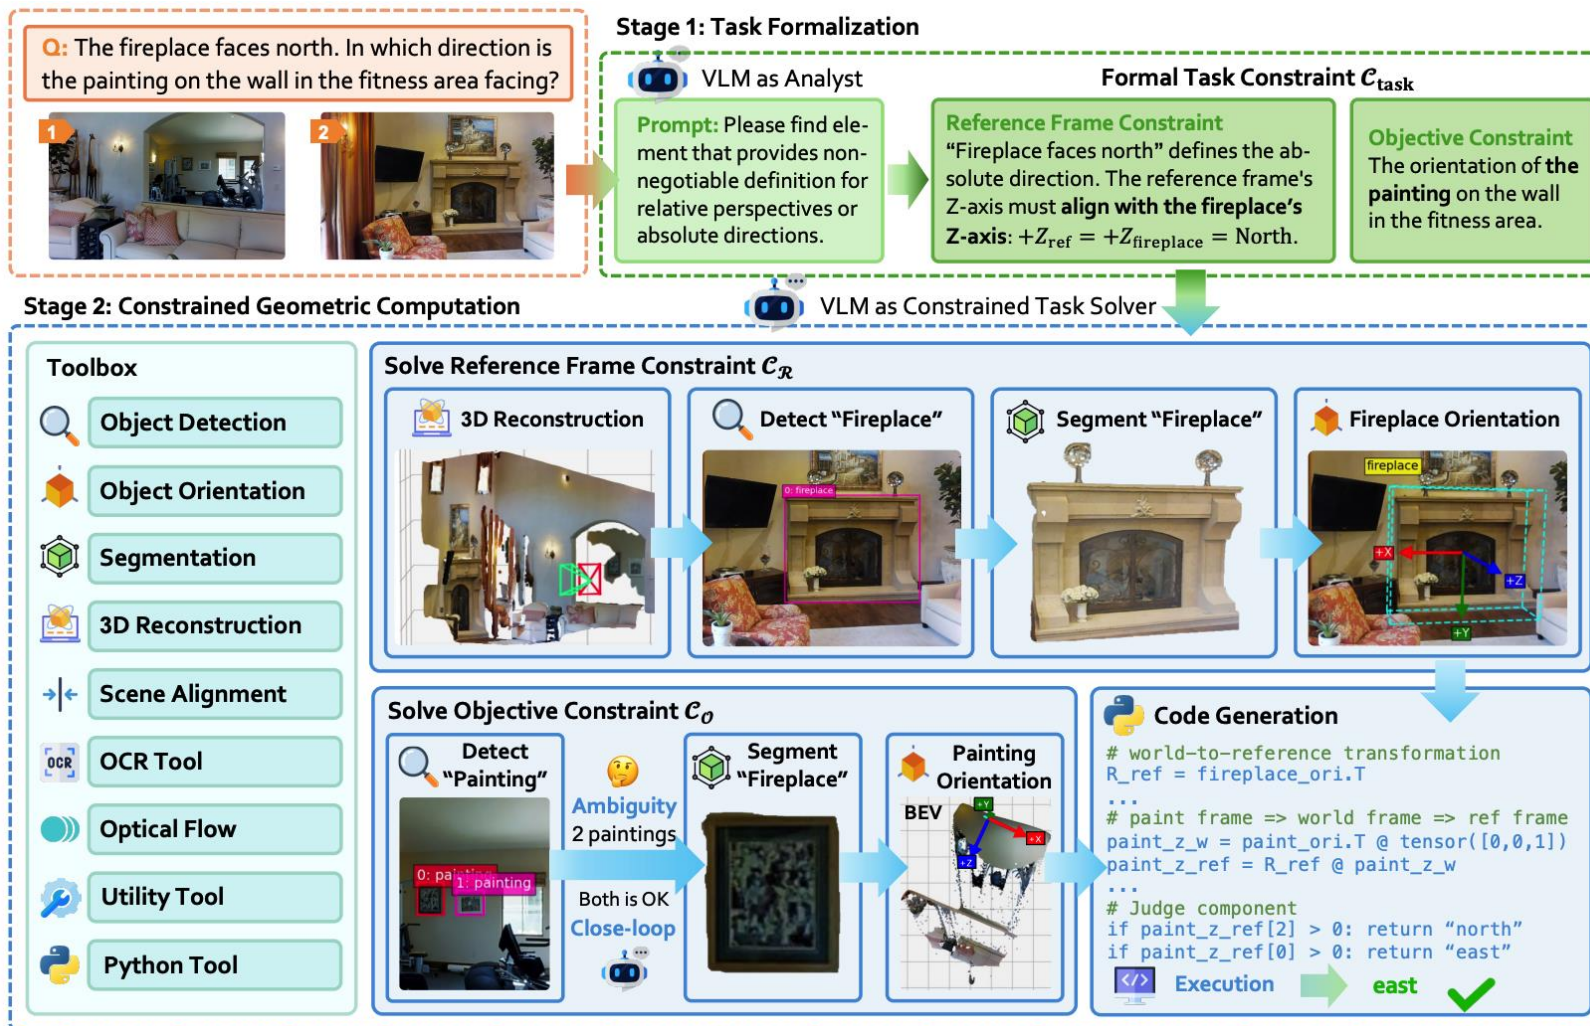 Q: The fireplace faces north. In which direction is
the painting on the wall in the fitness area facing?
1
2
Stage 1: Task Formalization
VLM as Analyst
Prompt: Please find ele-
ment that provides non-
negotiable definition for
relative perspectives or
absolute directions.
Formal Task Constraint 𝒞task
Reference Frame Constraint
“Fireplace faces north” defines the ab-
solute direction. The reference frame's
Z-axis must align with the fireplace’s
Z-axis: +Zref = +Zfireplace = North.
Objective Constraint
The orientation of the
painting on the wall
in the fitness area.
Stage 2: Constrained Geometric Computation
VLM as Constrained Task Solver
Toolbox
Object Detection
Object Orientation
Segmentation
3D Reconstruction
Scene Alignment
OCR
OCR Tool
Optical Flow
Utility Tool
Python Tool
Solve Reference Frame Constraint 𝒞ℛ
3D Reconstruction
Detect “Fireplace”
0: fireplace
Segment “Fireplace”
Fireplace Orientation
fireplace
+X
+Z
+Y
Solve Objective Constraint 𝒞𝒪
Detect
“Painting”
0: pain
1: painting
Ambiguity
2 paintings
Both is OK
Close-loop
Segment
“Fireplace”
Painting
Orientation
BEV
+Y
+X
+Z
Code Generation
# world-to-reference transformation
R_ref = fireplace_ori.T
...
# paint frame => world frame => ref frame
paint_z_w = paint_ori.T @ tensor([0,0,1])
paint_z_ref = R_ref @ paint_z_w
...
# Judge component
if paint_z_ref[2] > 0: return “north”
if paint_z_ref[0] > 0: return “east”
</>
Execution
east